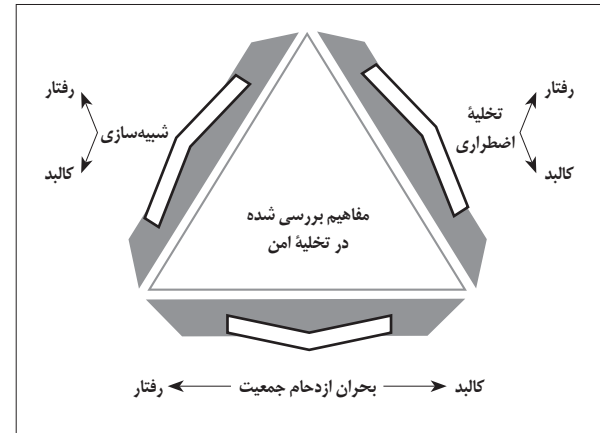 رفتار
تخلیهٔ
اضطراری
کالبد
رفتار
شبیه‌سازی
کالبد
مفاهیم بررسی شده
در تخلیهٔ امن
کالبد
بحران ازدحام جمعیت
رفتار